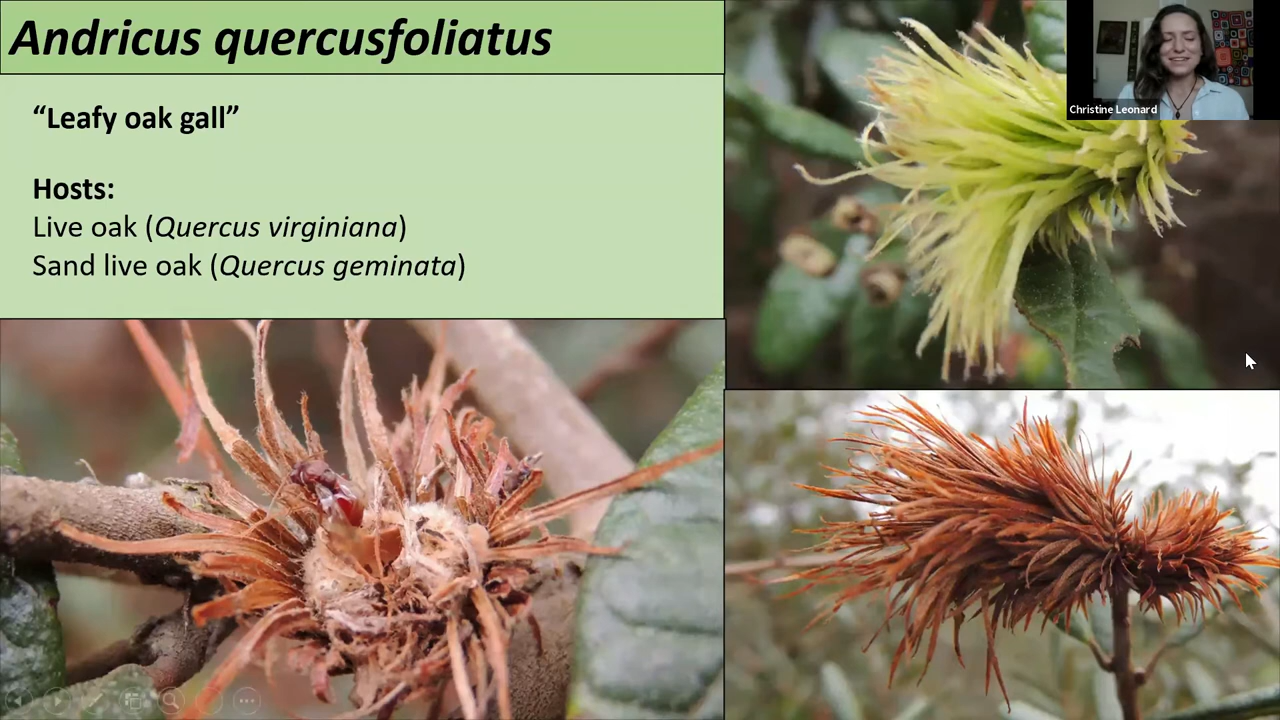 Andricus quercusfoliatus
“Leafy oak gall”
Hosts:
Live oak (Quercus virginiana)
Sand live oak (Quercus geminata)
Christine Leonard